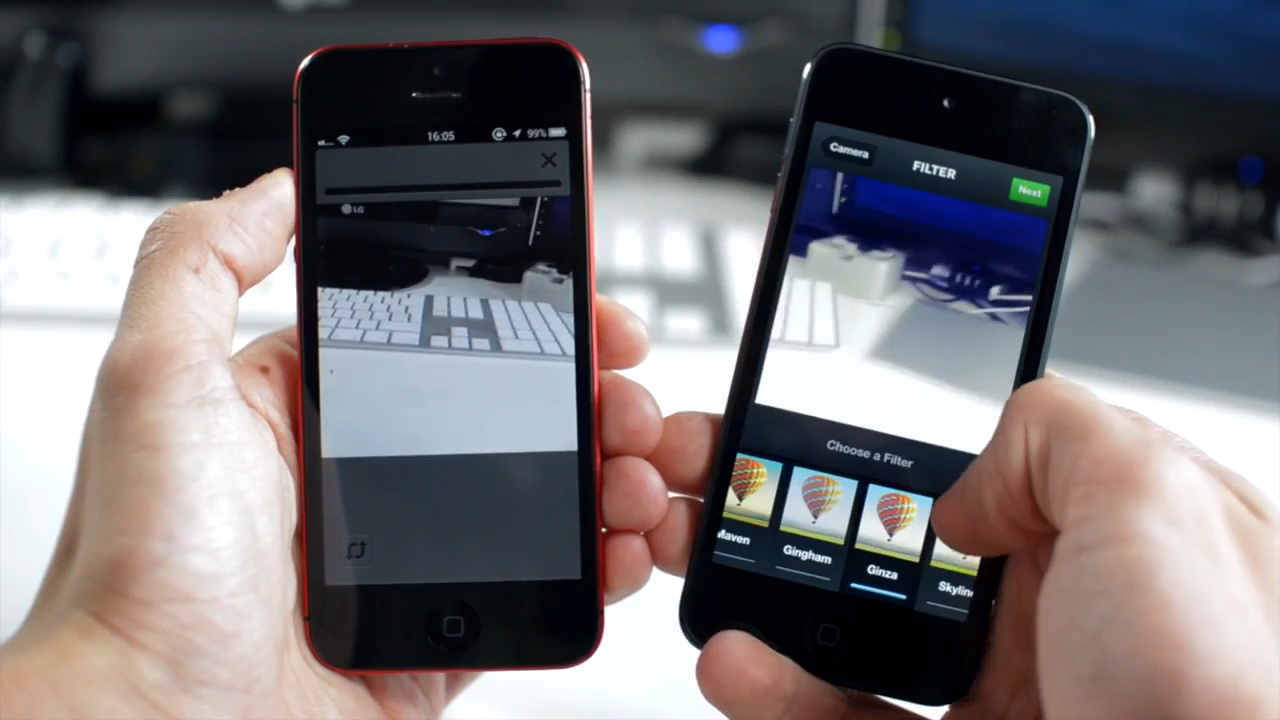 16:05
99%
LG
Camera
FILTER
Next
Choose a Filter
Maven
Gingham
Ginza
Skyline